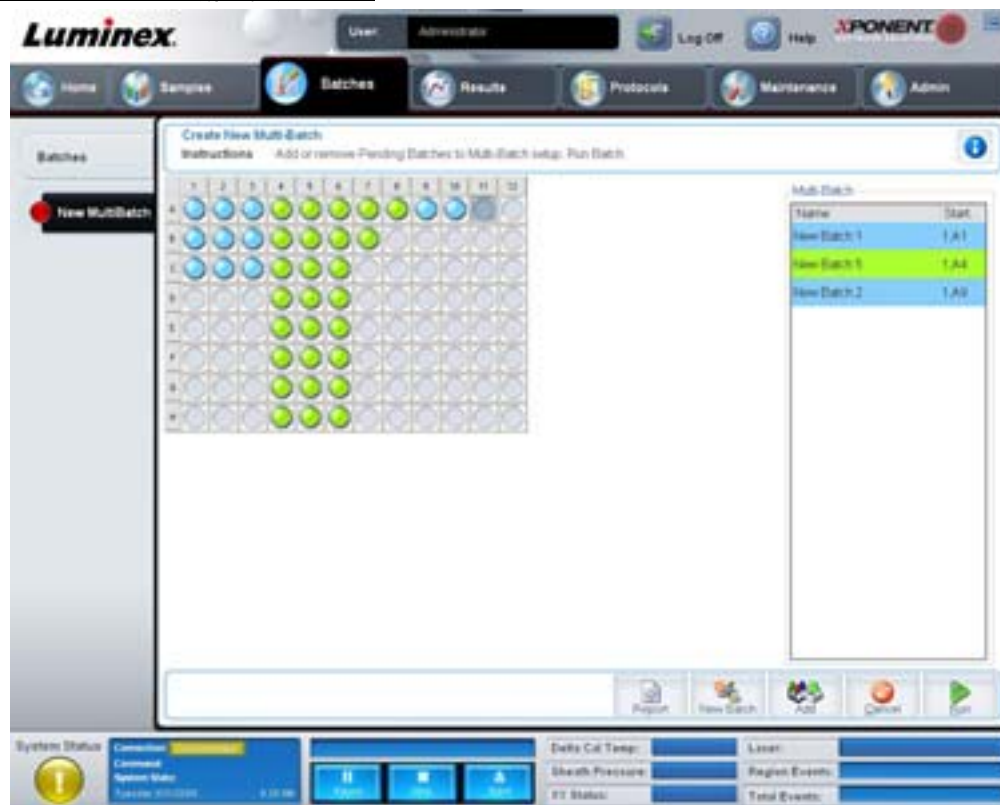 Luminex.
User:
Administrator
Log Off
Help
XPONENT
Home
Samples
Batches
Results
Protocols
Maintenance
Admin
Batches
New MultiBatch
Create New Multi-Batch
Instructions Add or remove Pending Batches to Multi-Batch setup. Run Batch.
1 2 3 4 5 6 7 8 9 10 11 12
A
B
C
D
E
F
G
H
Multi-Batch
Name Start
New Batch 1 1,A1
New Batch 5 1,A4
New Batch 2 1,A9
Report
New Batch
Add
Cancel
Run
System Status
Connection:
Command:
System State:
Delta Cal Temp:
Sheath Pressure:
XY Status:
Laser:
Region Events:
Total Events: